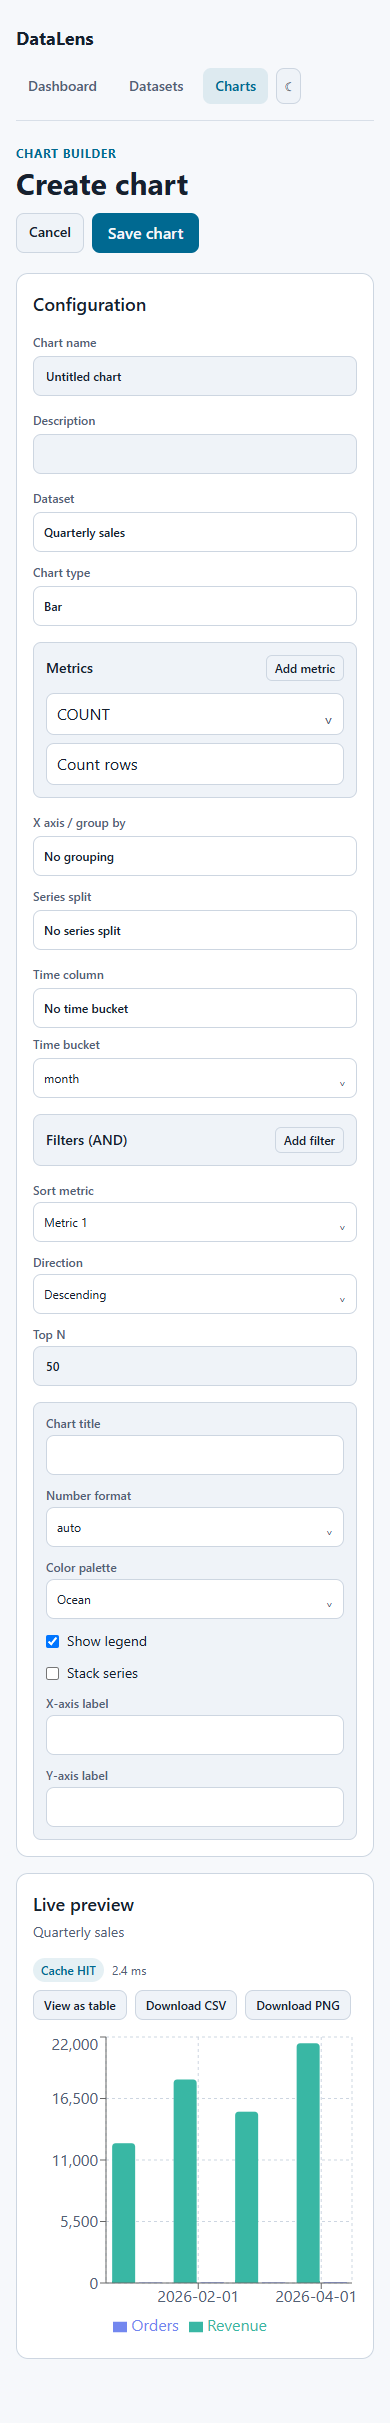 DataLens
Dashboard Datasets Charts ☾
CHART BUILDER
Create chart
Cancel Save chart
Configuration
Chart name
Untitled chart
Description
Dataset
Quarterly sales
Chart type
Bar
Metrics Add metric
COUNT v
Count rows
X axis / group by
No grouping
Series split
No series split
Time column
No time bucket
Time bucket
month v
Filters (AND) Add filter
Sort metric
Metric 1 v
Direction
Descending v
Top N
50
Chart title
Number format
auto v
Color palette
Ocean v
Show legend
Stack series
X-axis label
Y-axis label
Live preview
Quarterly sales
Cache HIT 2.4 ms
View as table Download CSV Download PNG
22,000
16,500
11,000
5,500
0
2026-02-01 2026-04-01
Orders Revenue